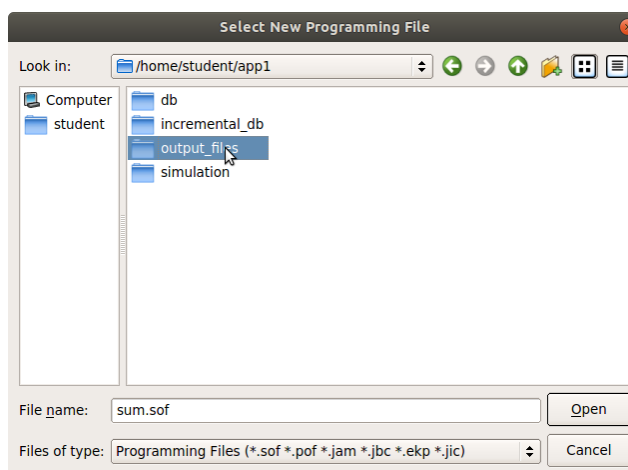 Select New Programming File
Look in: /home/student/app1
Computer
student
db
incremental_db
output_files
simulation
File name: sum.sof Open
Files of type: Programming Files (*.sof *.pof *.jam *.jbc *.ekp *.jic) Cancel